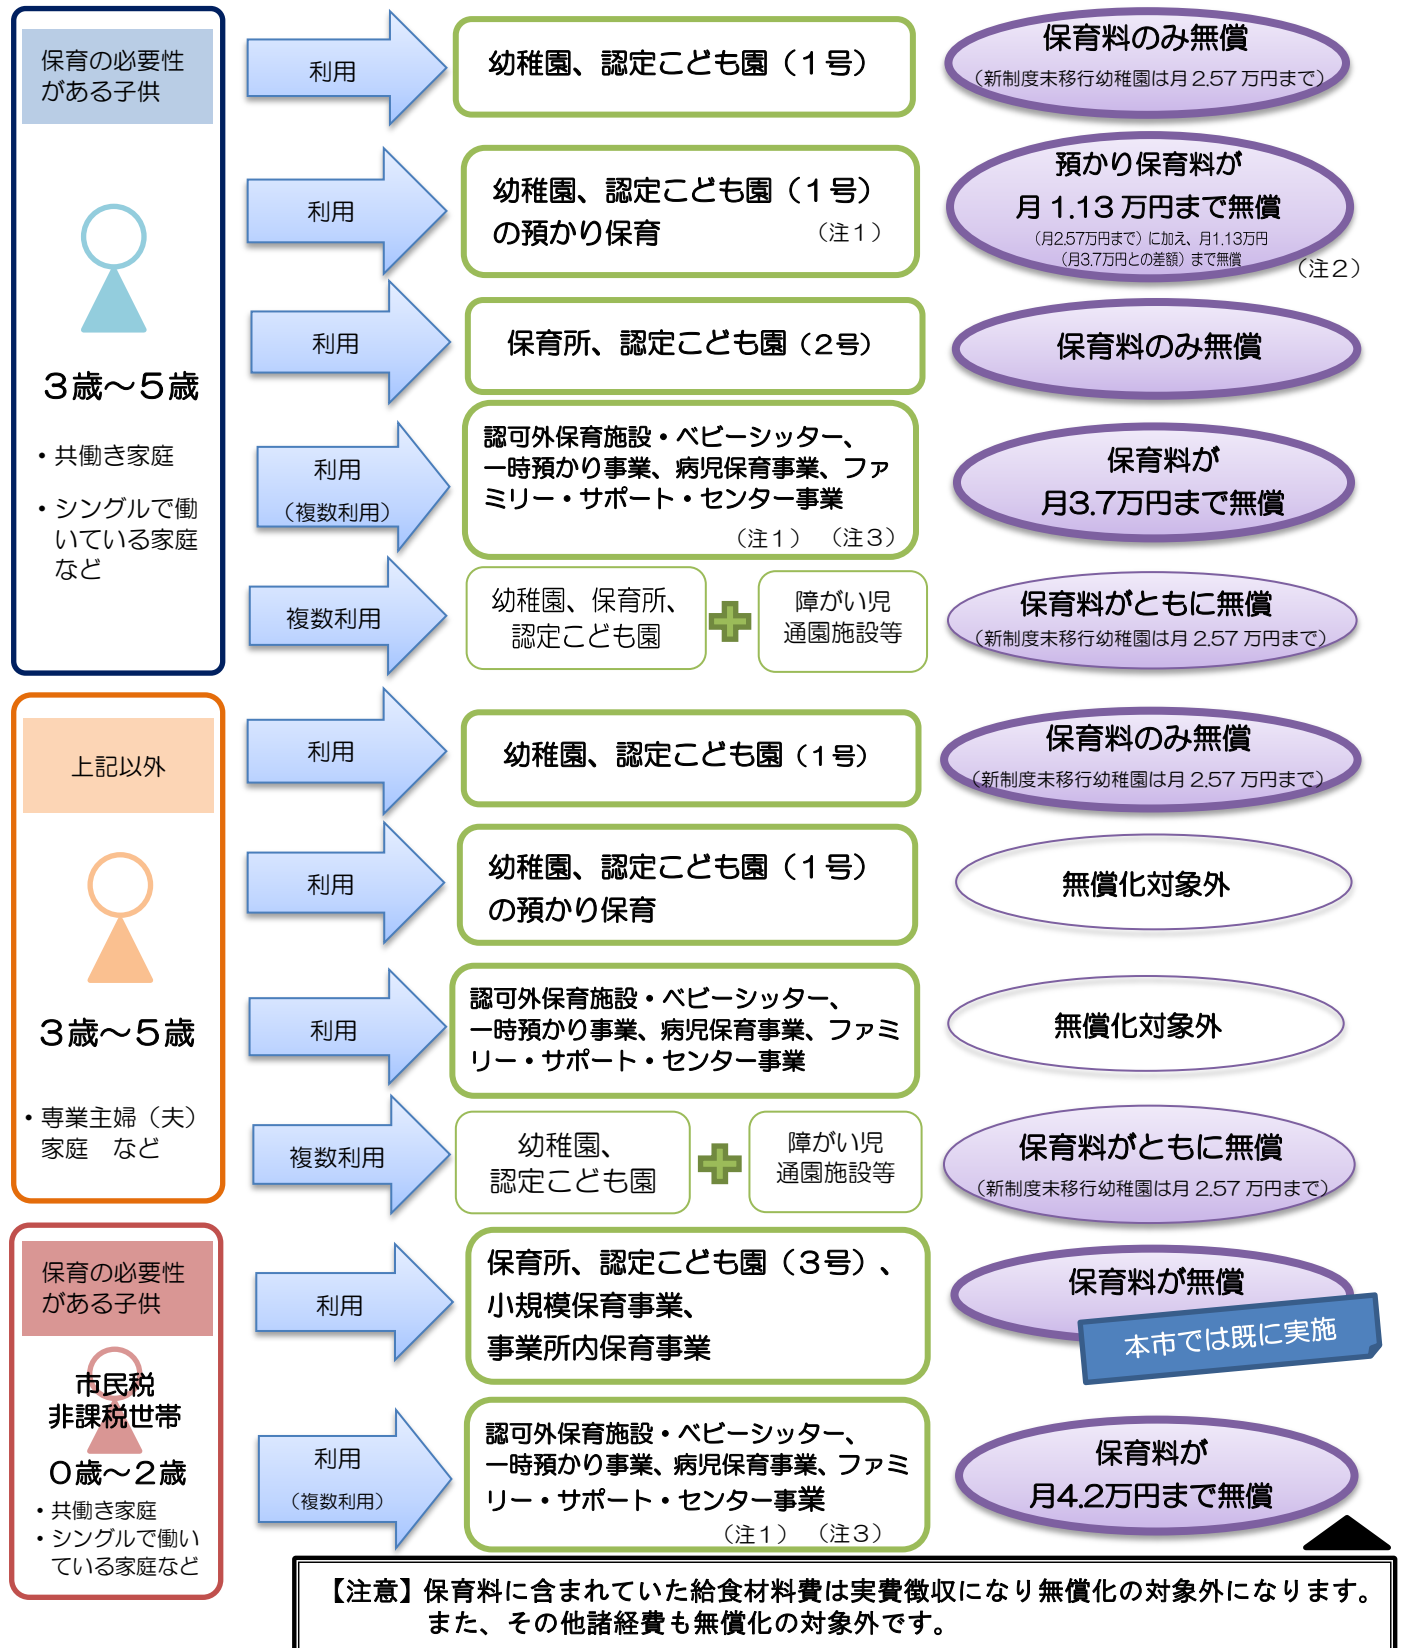 保育の必要性
がある子供
3歳～5歳
・共働き家庭
・シングルで働
いている家庭
など
利用
幼稚園、認定こども園（1号）
保育料のみ無償
（新制度未移行幼稚園は月2.57万円まで）
利用
幼稚園、認定こども園（1号）
の預かり保育 （注1）
預かり保育料が
月1.13万円まで無償
（月2.57万円まで）に加え、月1.13万円
（月3.7万円との差額）まで無償
（注2）
利用
保育所、認定こども園（2号）
保育料のみ無償
利用
（複数利用）
認可外保育施設・ベビーシッター、
一時預かり事業、病児保育事業、ファ
ミリー・サポート・センター事業
（注1）（注3）
保育料が
月3.7万円まで無償
複数利用
幼稚園、保育所、
認定こども園
障がい児
通園施設等
保育料がともに無償
（新制度未移行幼稚園は月2.57万円まで）
上記以外
3歳～5歳
・専業主婦（夫）
家庭 など
利用
幼稚園、認定こども園（1号）
保育料のみ無償
（新制度未移行幼稚園は月2.57万円まで）
利用
幼稚園、認定こども園（1号）
の預かり保育
無償化対象外
利用
認可外保育施設・ベビーシッター、
一時預かり事業、病児保育事業、ファミ
リー・サポート・センター事業
無償化対象外
複数利用
幼稚園、
認定こども園
障がい児
通園施設等
保育料がともに無償
（新制度未移行幼稚園は月2.57万円まで）
保育の必要性
がある子供
市民税
非課税世帯
0歳～2歳
・共働き家庭
・シングルで働い
ている家庭など
利用
保育所、認定こども園（3号）、
小規模保育事業、
事業所内保育事業
保育料が無償
本市では既に実施
利用
（複数利用）
認可外保育施設・ベビーシッター、
一時預かり事業、病児保育事業、ファミ
リー・サポート・センター事業
（注1）（注3）
保育料が
月4.2万円まで無償
【注意】保育料に含まれていた給食材料費は実費徴収になり無償化の対象外になります。
また、その他諸経費も無償化の対象外です。